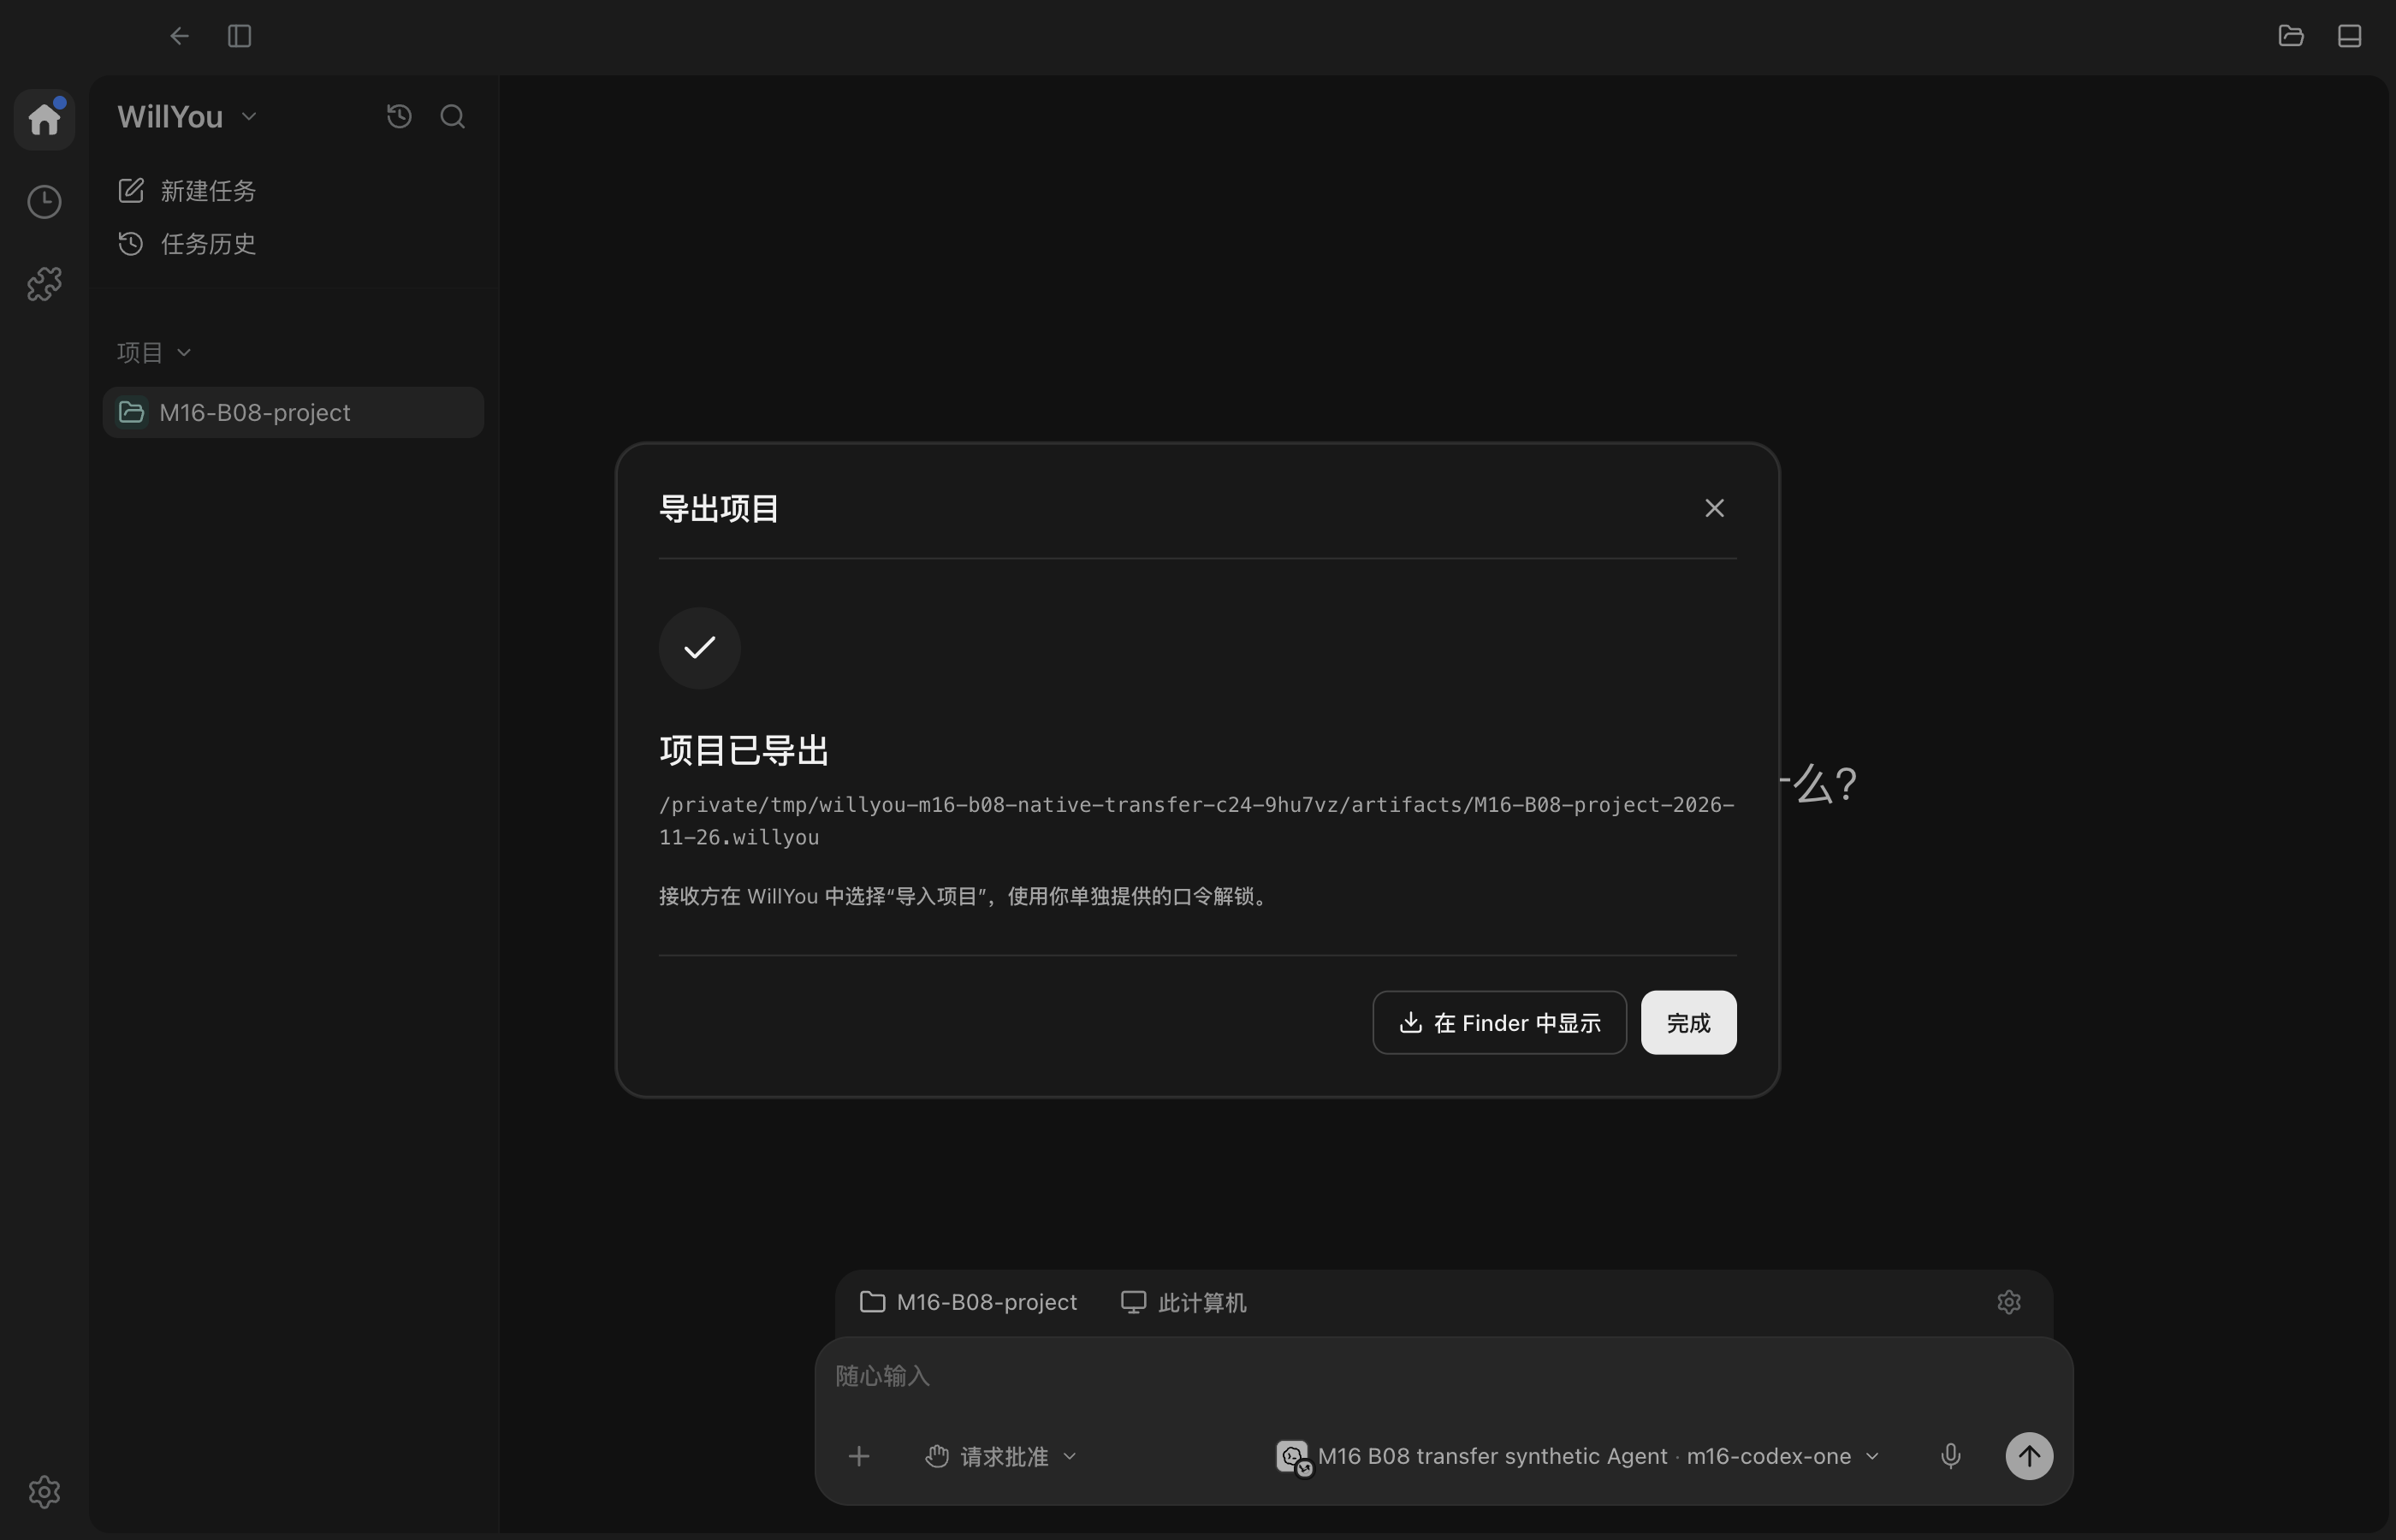 WillYou
新建任务
任务历史
项目
M16-B08-project
导出项目
项目已导出
/private/tmp/willyou-m16-b08-native-transfer-c24-9hu7vz/artifacts/M16-B08-project-2026-
11-26.willyou
接收方在 WillYou 中选择“导入项目”，使用你单独提供的口令解锁。
在 Finder 中显示
完成
么？
M16-B08-project
此计算机
随心输入
请求批准
M16 B08 transfer synthetic Agent · m16-codex-one